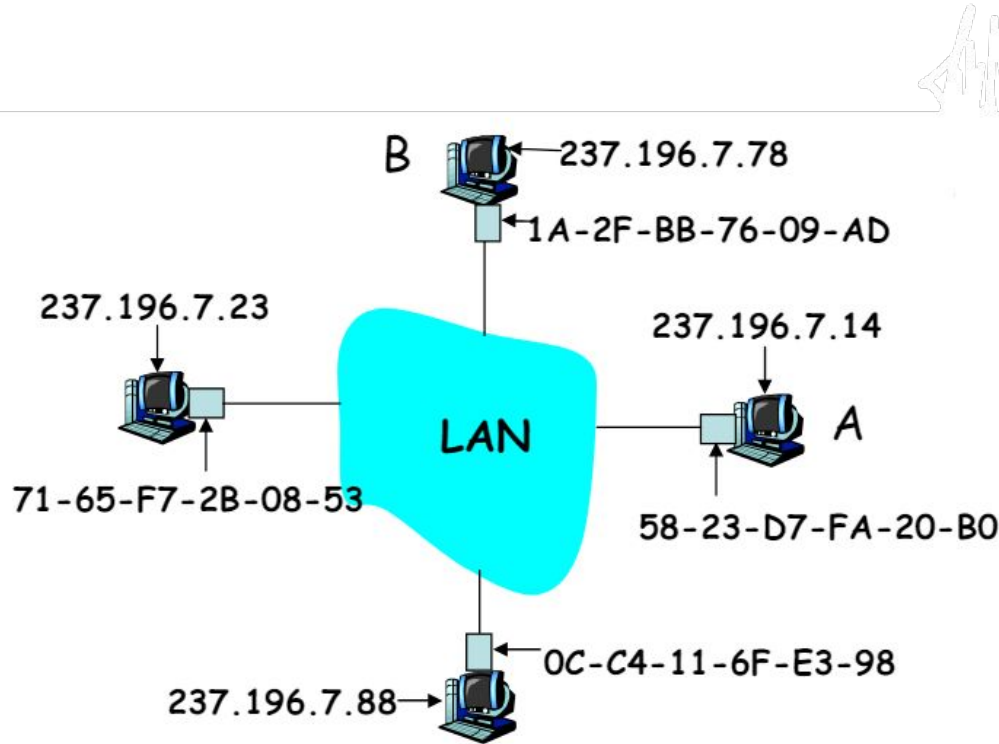 B
237.196.7.78
1A-2F-BB-76-09-AD
237.196.7.23
237.196.7.14
LAN
A
71-65-F7-2B-08-53
58-23-D7-FA-20-B0
0C-C4-11-6F-E3-98
237.196.7.88